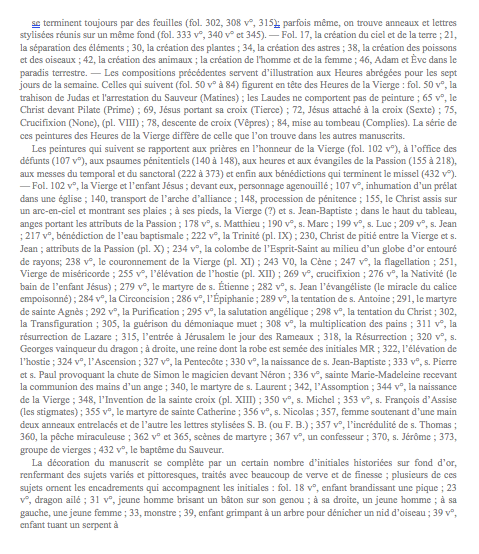 se terminent toujours par des feuilles (fol. 302, 308 v°, 315); parfois même, on trouve anneaux et lettres
stylisées réunis sur un même fond (fol. 333 v°, 340 v° et 345). — Fol. 17, la création du ciel et de la terre ; 21,
la séparation des éléments ; 30, la création des plantes ; 34, la création des astres ; 38, la création des poissons
et des oiseaux ; 42, la création des animaux ; la création de l'homme et de la femme ; 46, Adam et Ève dans le
paradis terrestre. — Les compositions précédentes servent d'illustration aux Heures abrégées pour les sept
jours de la semaine. Celles qui suivent (fol. 50 v° à 84) figurent en tête des Heures de la Vierge : fol. 50 v°, la
trahison de Judas et l'arrestation du Sauveur (Matines) ; les Laudes ne comportent pas de peinture ; 65 v°, le
Christ devant Pilate (Prime) ; 69, Jésus portant sa croix (Tierce) ; 72, Jésus attaché à la croix (Sexte) ; 75,
Crucifixion (None), (pl. VIII) ; 78, descente de croix (Vêpres) ; 84, mise au tombeau (Complies). La série de
ces peintures des Heures de la Vierge diffère de celle que l'on trouve dans les autres manuscrits.
Les peintures qui suivent se rapportent aux prières en l'honneur de la Vierge (fol. 102 v°), à l'office des
défunts (107 v°), aux psaumes pénitentiels (140 à 148), aux heures et aux évangiles de la Passion (155 à 218),
aux messes du temporal et du sanctoral (222 à 373) et enfin aux bénédictions qui terminent le missel (432 v°).
— Fol. 102 v°, la Vierge et l'enfant Jésus ; devant eux, personnage agenouillé ; 107 v°, inhumation d'un prélat
dans une église ; 140, transport de l'arche d'alliance ; 148, procession de pénitence ; 155, le Christ assis sur
un arc-en-ciel et montrant ses plaies ; à ses pieds, la Vierge (?) et s. Jean-Baptiste ; dans le haut du tableau,
anges portant les attributs de la Passion ; 178 v°, s. Matthieu ; 190 v°, s. Marc ; 199 v°, s. Luc ; 209 v°, s. Jean
; 217 v°, bénédiction de l'eau baptismale ; 222 v°, la Trinité (pl. IX) ; 230, Christ de pitié entre la Vierge et s.
Jean ; attributs de la Passion (pl. X) ; 234 v°, la colombe de l'Esprit-Saint au milieu d'un globe d'or entouré
de rayons; 238 v°, le couronnement de la Vierge (pl. XI) ; 243 V0, la Cène ; 247 v°, la flagellation ; 251,
Vierge de miséricorde ; 255 v°, l'élévation de l'hostie (pl. XII) ; 269 v°, crucifixion ; 276 v°, la Nativité (le
bain de l'enfant Jésus) ; 279 v°, le martyre de s. Étienne ; 282 v°, s. Jean l'évangéliste (le miracle du calice
empoisonné) ; 284 v°, la Circoncision ; 286 v°, l'Épiphanie ; 289 v°, la tentation de s. Antoine ; 291, le martyre
de sainte Agnès ; 292 v°, la Purification ; 295 v°, la salutation angélique ; 298 v°, la tentation du Christ ; 302,
la Transfiguration ; 305, la guérison du démoniaque muet ; 308 v°, la multiplication des pains ; 311 v°, la
résurrection de Lazare ; 315, l'entrée à Jérusalem le jour des Rameaux ; 318, la Résurrection ; 320 v°, s.
Georges vainqueur du dragon ; à droite, une reine dont la robe est semée des initiales MR ; 322, l'élévation de
l'hostie ; 324 v°, l'Ascension ; 327 v°, la Pentecôte ; 330 v°, la naissance de s. Jean-Baptiste ; 333 v°, s. Pierre
et s. Paul provoquant la chute de Simon le magicien devant Néron ; 336 v°, sainte Marie-Madeleine recevant
la communion des mains d'un ange ; 340, le martyre de s. Laurent ; 342, l'Assomption ; 344 v°, la naissance
de la Vierge ; 348, l'Invention de la sainte croix (pl. XIII) ; 350 v°, s. Michel ; 353 v°, s. François d'Assise
(les stigmates) ; 355 v°, le martyre de sainte Catherine ; 356 v°, s. Nicolas ; 357, femme soutenant d'une main
deux anneaux entrelacés et de l'autre les lettres stylisées S. B. (ou F. B.) ; 357 v°, l'incrédulité de s. Thomas ;
360, la pêche miraculeuse ; 362 v° et 365, scènes de martyre ; 367 v°, un confesseur ; 370, s. Jérôme ; 373,
groupe de vierges ; 432 v°, le baptême du Sauveur.
La décoration du manuscrit se complète par un certain nombre d'initiales historiées sur fond d'or,
renfermant des sujets variés et pittoresques, traités avec beaucoup de verve et de finesse ; plusieurs de ces
sujets ornent les encadrements qui accompagnent les initiales : fol. 18 v°, enfant brandissant une pique ; 23
v°, dragon ailé ; 31 v°, jeune homme brisant un bâton sur son genou ; à sa droite, un jeune homme ; à sa
gauche, une jeune femme ; 33, monstre ; 39, enfant grimpant à un arbre pour dénicher un nid d'oiseau ; 39 v°,
enfant tuant un serpent à